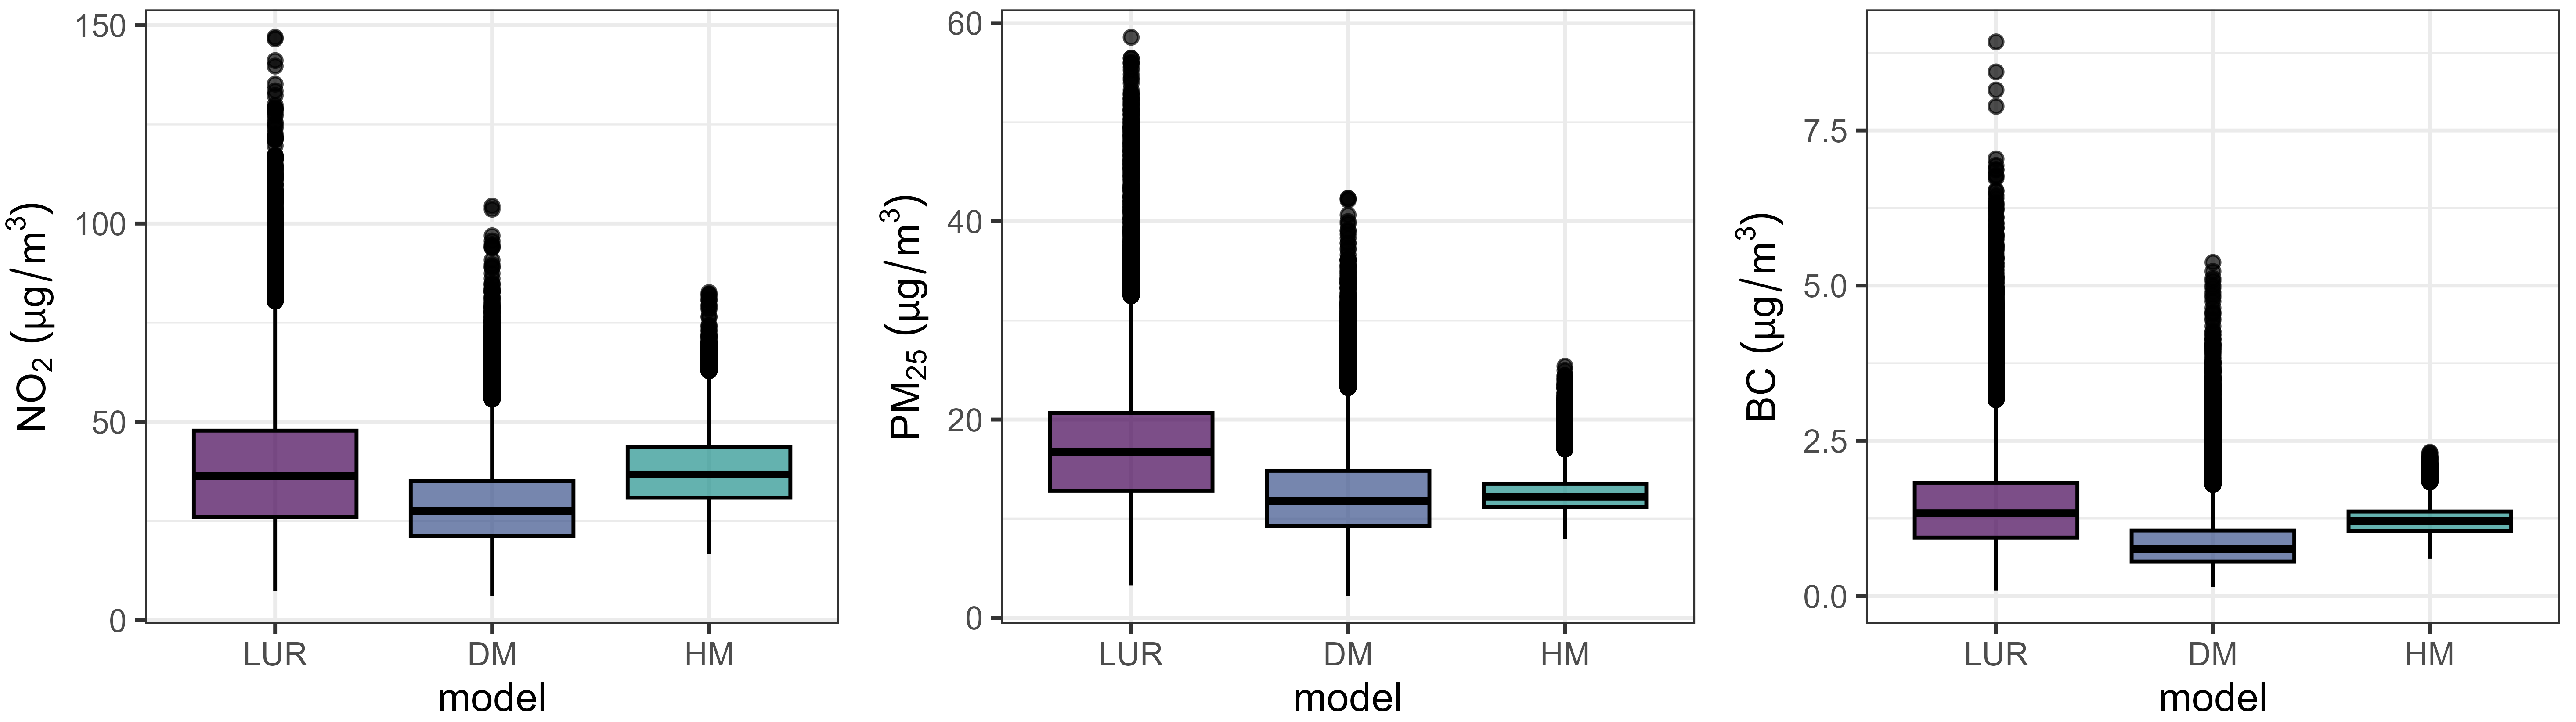 NO₂ (µg/m³)
150
100
50
0
LUR DM HM
model
PM₂₅ (µg/m³)
60
40
20
0
LUR DM HM
model
BC (µg/m³)
7.5
5.0
2.5
0.0
LUR DM HM
model